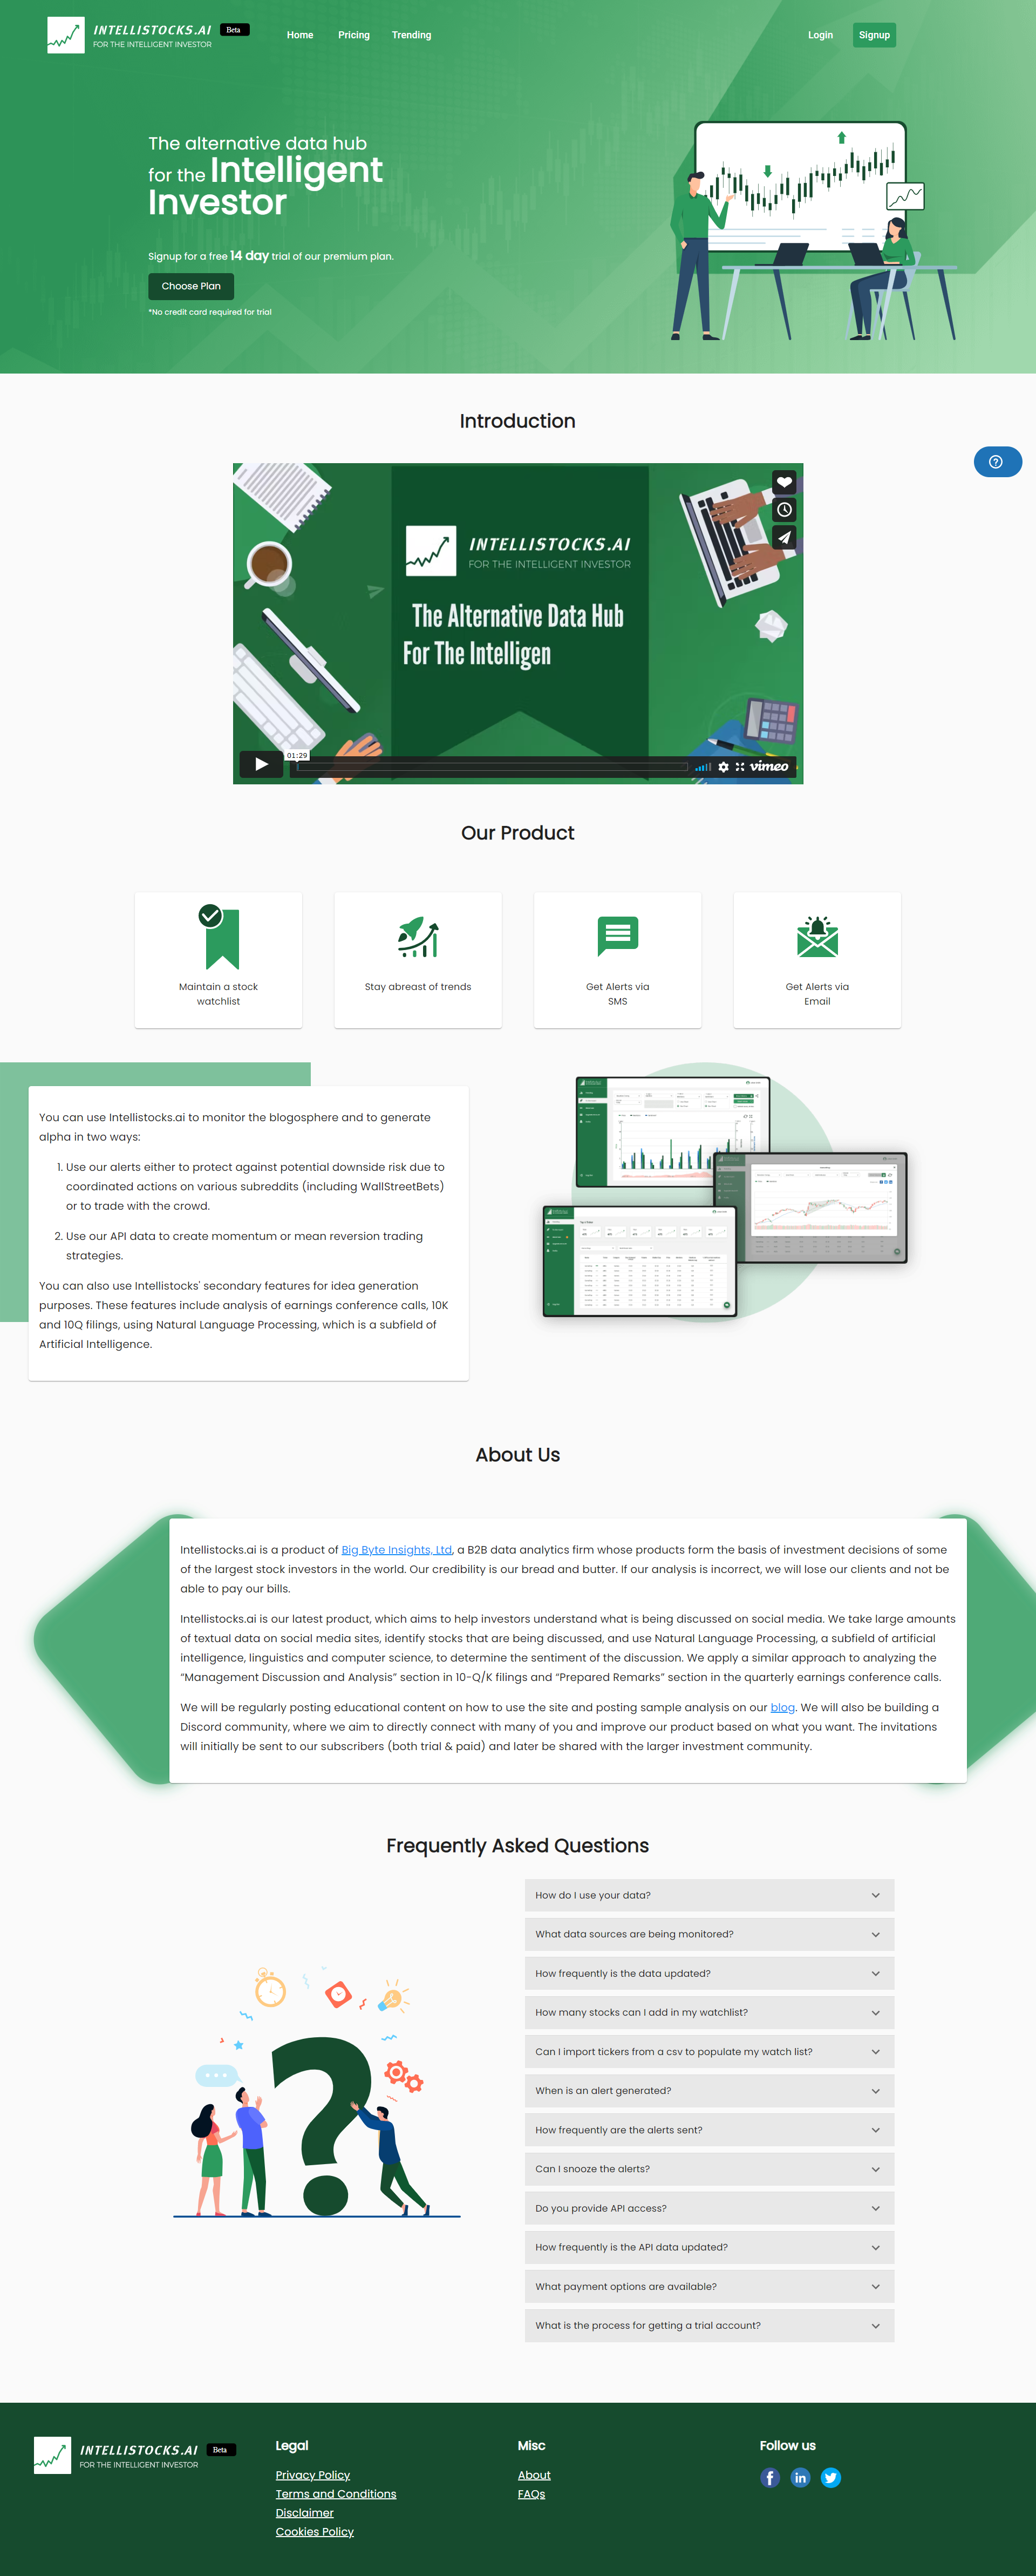 INTELLISTOCKS.AI Beta
FOR THE INTELLIGENT INVESTOR
Home Pricing Trending Login Signup
The alternative data hub
for the Intelligent
Investor
Signup for a free 14 day trial of our premium plan.
Choose Plan
*No credit card required for trial
Introduction
INTELLISTOCKS.AI
FOR THE INTELLIGENT INVESTOR
The Alternative Data Hub
For The Intelligen
01:29
vimeo
Our Product
Maintain a stock
watchlist
Stay abreast of trends
Get Alerts via
SMS
Get Alerts via
Email
You can use Intellistocks.ai to monitor the blogosphere and to generate
alpha in two ways:
1. Use our alerts either to protect against potential downside risk due to
coordinated actions on various subreddits (including WallStreetBets)
or to trade with the crowd.
2. Use our API data to create momentum or mean reversion trading
strategies.
You can also use Intellistocks' secondary features for idea generation
purposes. These features include analysis of earnings conference calls, 10K
and 10Q filings, using Natural Language Processing, which is a subfield of
Artificial Intelligence.
About Us
Intellistocks.ai is a product of Big Byte Insights, Ltd, a B2B data analytics firm whose products form the basis of investment decisions of some
of the largest stock investors in the world. Our credibility is our bread and butter. If our analysis is incorrect, we will lose our clients and not be
able to pay our bills.
Intellistocks.ai is our latest product, which aims to help investors understand what is being discussed on social media. We take large amounts
of textual data on social media sites, identify stocks that are being discussed, and use Natural Language Processing, a subfield of artificial
intelligence, linguistics and computer science, to determine the sentiment of the discussion. We apply a similar approach to analyzing the
“Management Discussion and Analysis” section in 10-Q/K filings and “Prepared Remarks” section in the quarterly earnings conference calls.
We will be regularly posting educational content on how to use the site and posting sample analysis on our blog. We will also be building a
Discord community, where we aim to directly connect with many of you and improve our product based on what you want. The invitations
will initially be sent to our subscribers (both trial & paid) and later be shared with the larger investment community.
Frequently Asked Questions
How do I use your data?
What data sources are being monitored?
How frequently is the data updated?
How many stocks can I add in my watchlist?
Can I import tickers from a csv to populate my watch list?
When is an alert generated?
How frequently are the alerts sent?
Can I snooze the alerts?
Do you provide API access?
How frequently is the API data updated?
What payment options are available?
What is the process for getting a trial account?
INTELLISTOCKS.AI Beta
FOR THE INTELLIGENT INVESTOR
Legal
Privacy Policy
Terms and Conditions
Disclaimer
Cookies Policy
Misc
About
FAQs
Follow us